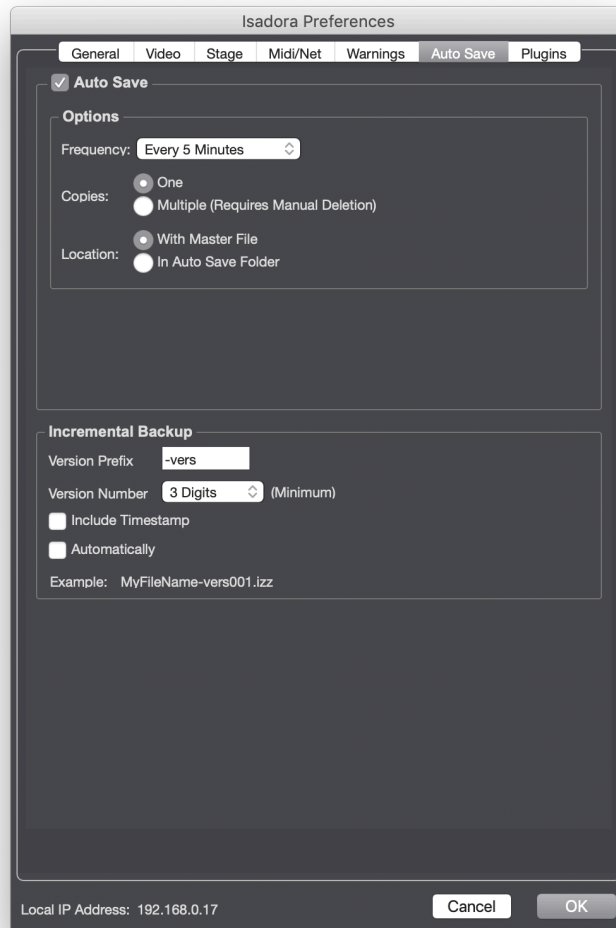 Isadora Preferences
General Video Stage Midi/Net Warnings Auto Save Plugins
Auto Save
Options
Frequency: Every 5 Minutes
Copies: One
Multiple (Requires Manual Deletion)
Location: With Master File
In Auto Save Folder
Incremental Backup
Version Prefix -vers
Version Number 3 Digits (Minimum)
Include Timestamp
Automatically
Example: MyFileName-vers001.izz
Local IP Address: 192.168.0.17 Cancel OK